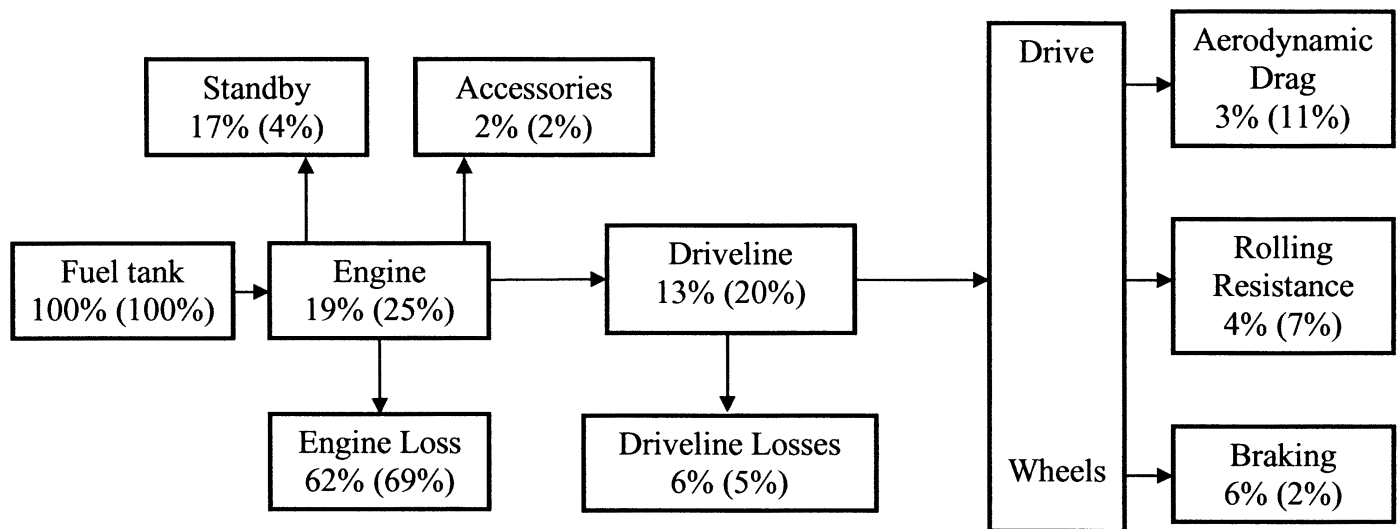 Standby
17% (4%)
Accessories
2% (2%)
Fuel tank
100% (100%)
Engine
19% (25%)
Driveline
13% (20%)
Engine Loss
62% (69%)
Driveline Losses
6% (5%)
Drive
Wheels
Aerodynamic
Drag
3% (11%)
Rolling
Resistance
4% (7%)
Braking
6% (2%)